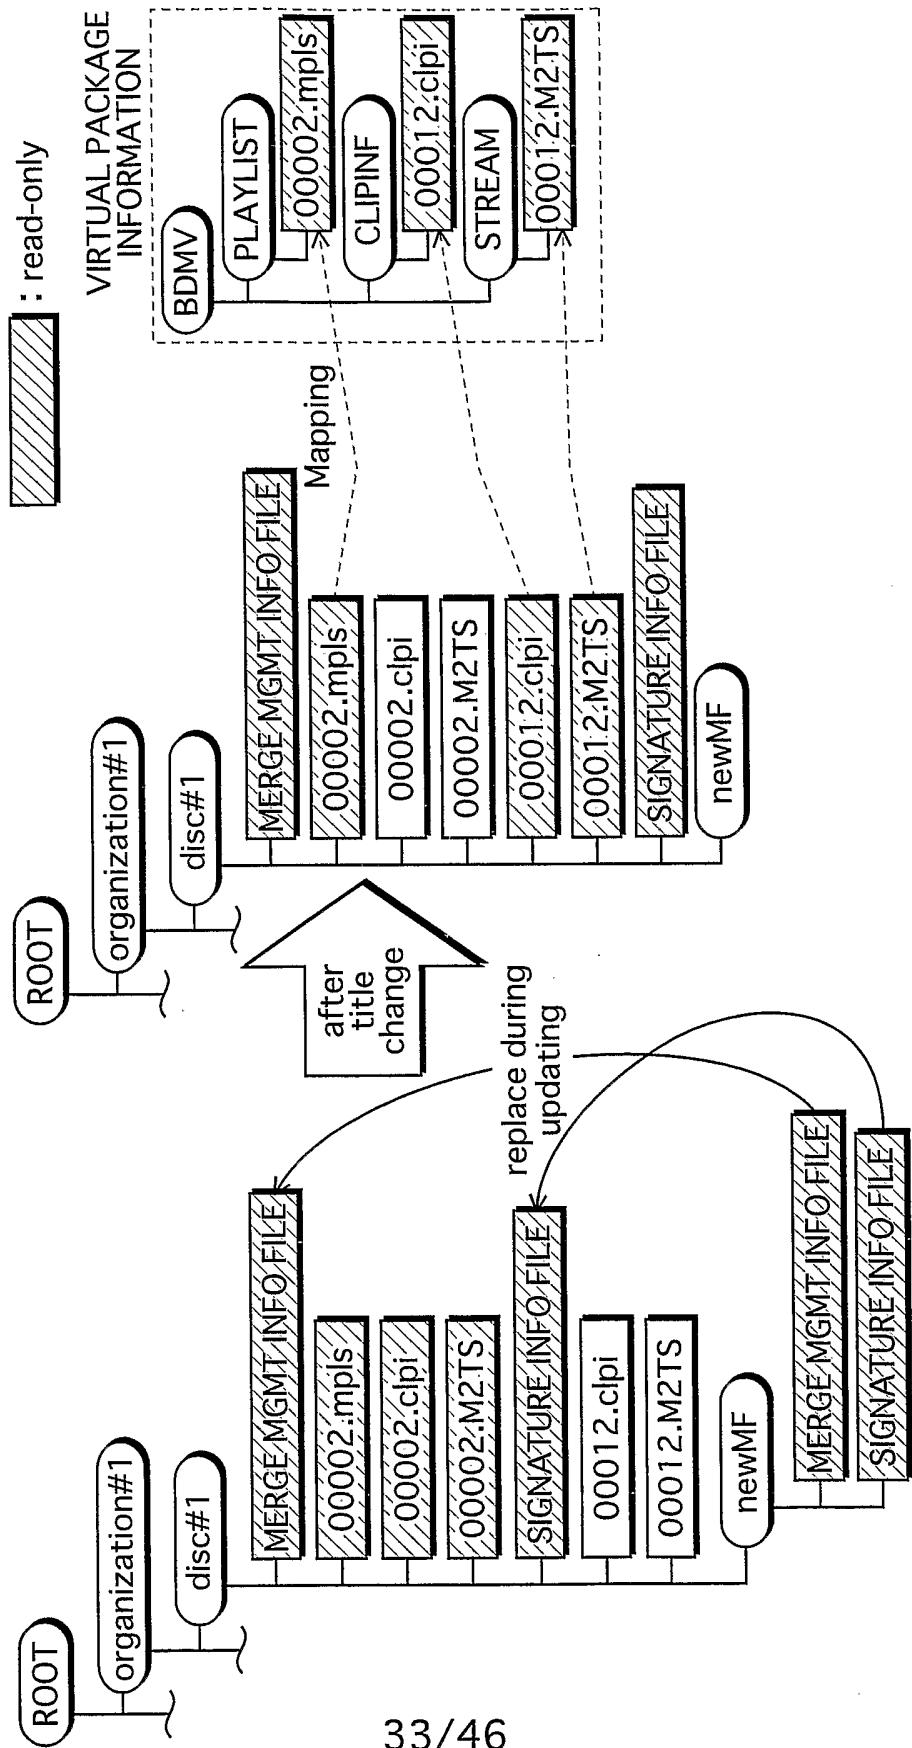 : read-only
ROOT
organization#1
disc#1
MERGE MGMT INFO FILE
00002.mpls
00002.clpi
00002.M2TS
SIGNATURE INFO FILE
00012.clpi
00012.M2TS
newMF
MERGE MGMT INFO FILE
SIGNATURE INFO FILE
replace during
updating
after
title
change
ROOT
organization#1
disc#1
MERGE MGMT INFO FILE
00002.mpls
00002.clpi
00002.M2TS
00012.clpi
00012.M2TS
SIGNATURE INFO FILE
newMF
Mapping
VIRTUAL PACKAGE
INFORMATION
BDMV
PLAYLIST
00002.mpls
CLIPINF
00012.clpi
STREAM
00012.M2TS
33/46